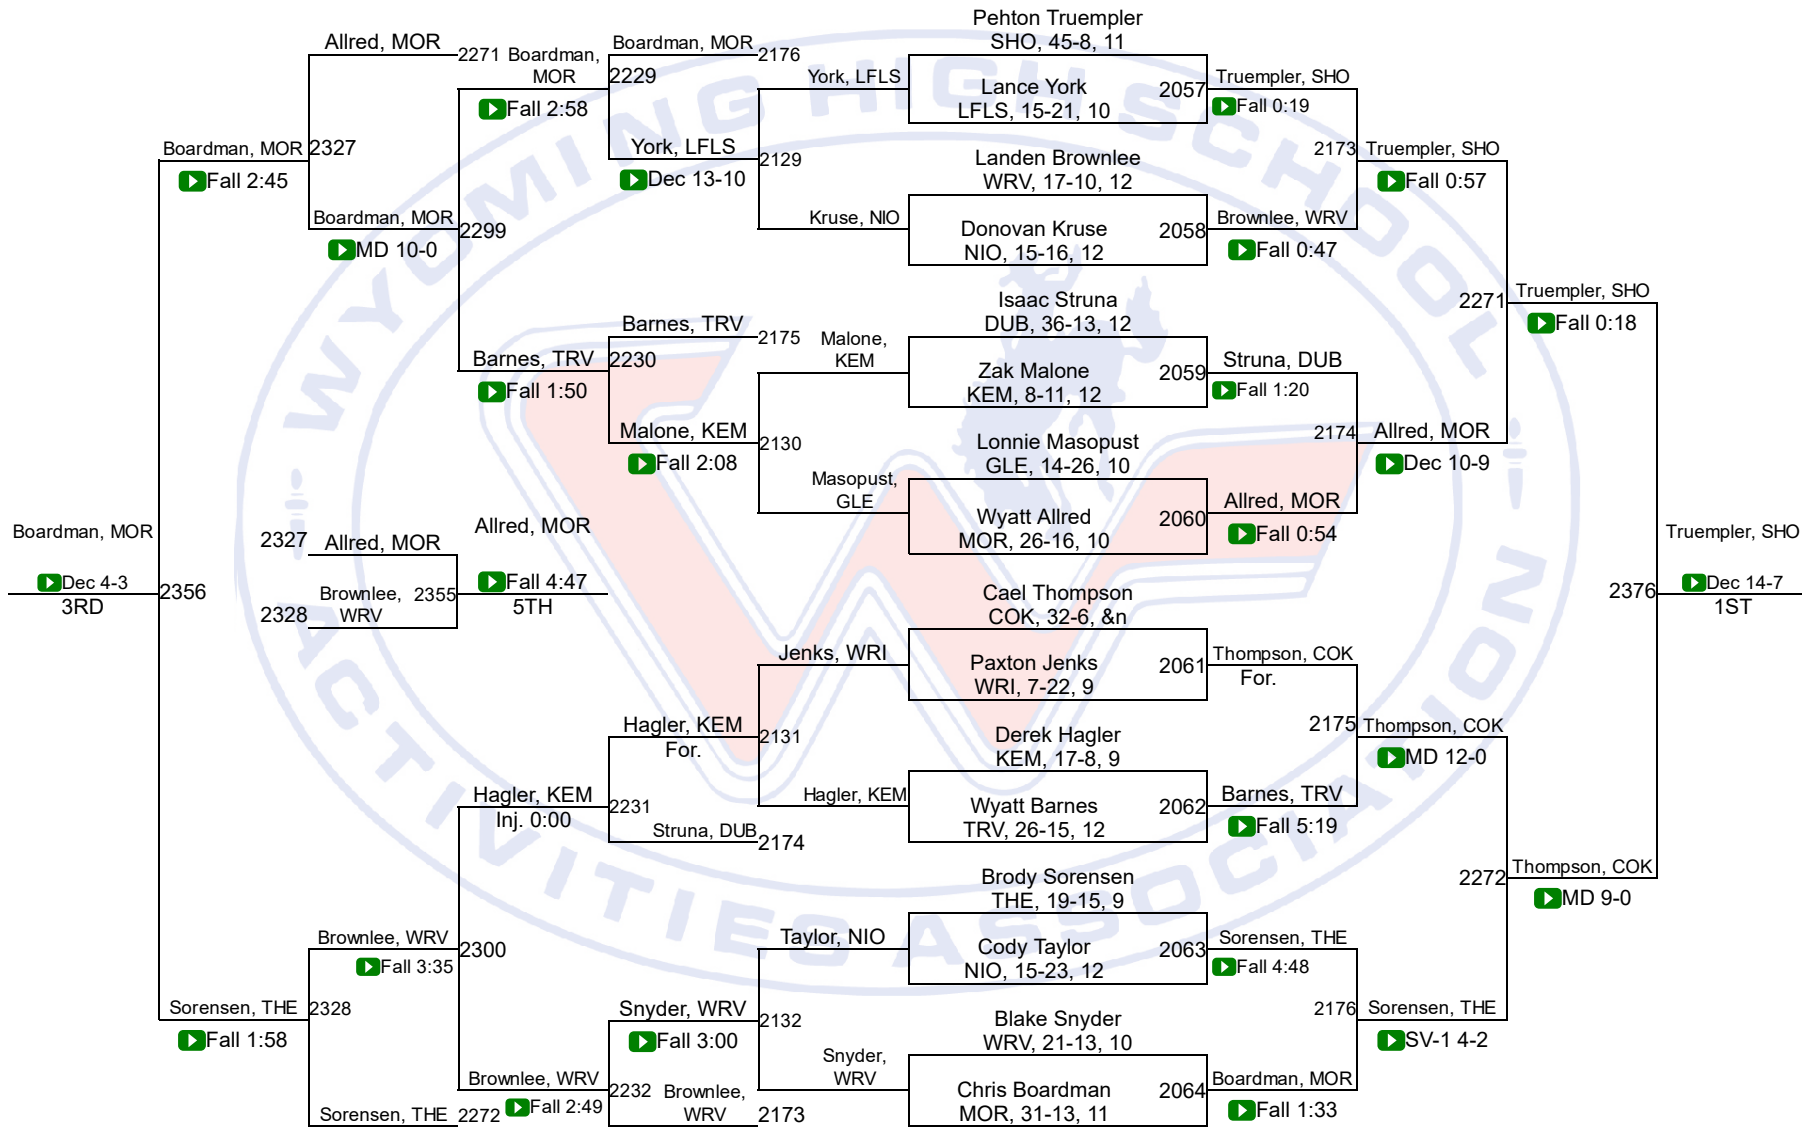 Allred, MOR
2271
Boardman, MOR
2327
Fall 2:45
Boardman, MOR
MD 10-0
2299
Boardman,
MOR
Fall 2:58
2229
Boardman, MOR
2176
York, LFLS
Dec 13-10
2129
York, LFLS
Kruse, NIO
Barnes, TRV
Fall 1:50
2230
Barnes, TRV
2175
Malone, KEM
Fall 2:08
2130
Malone,
KEM
Masopust,
GLE
Boardman, MOR
Dec 4-3
3RD
2356
2327
Allred, MOR
2328
Brownlee,
WRV
2355
Allred, MOR
Fall 4:47
5TH
Hagler, KEM
For.
2131
Jenks, WRI
Hagler, KEM
Hagler, KEM
Inj. 0:00
2231
Struna, DUB
2174
Brownlee, WRV
Fall 3:35
2300
Sorensen, THE
Fall 1:58
2328
Sorensen, THE
2272
Brownlee, WRV
Fall 2:49
2232
Snyder, WRV
Fall 3:00
2132
Brownlee,
WRV
2173
Taylor, NIO
Snyder,
WRV
Pehton Truempler
SHO, 45-8, 11
Lance York
LFLS, 15-21, 10
2057
Landen Brownlee
WRV, 17-10, 12
Donovan Kruse
NIO, 15-16, 12
2058
Isaac Struna
DUB, 36-13, 12
Zak Malone
KEM, 8-11, 12
2059
Lonnie Masopust
GLE, 14-26, 10
Wyatt Allred
MOR, 26-16, 10
2060
Cael Thompson
COK, 32-6, &n
Paxton Jenks
WRI, 7-22, 9
2061
Derek Hagler
KEM, 17-8, 9
Wyatt Barnes
TRV, 26-15, 12
2062
Brody Sorensen
THE, 19-15, 9
Cody Taylor
NIO, 15-23, 12
2063
Blake Snyder
WRV, 21-13, 10
Chris Boardman
MOR, 31-13, 11
2064
Truempler, SHO
Fall 0:19
Brownlee, WRV
Fall 0:47
Struna, DUB
Fall 1:20
Allred, MOR
Fall 0:54
Thompson, COK
For.
Barnes, TRV
Fall 5:19
Sorensen, THE
Fall 4:48
Boardman, MOR
Fall 1:33
2173
Truempler, SHO
Fall 0:57
2174
Allred, MOR
Dec 10-9
2175
Thompson, COK
MD 12-0
2176
Sorensen, THE
SV-1 4-2
2271
Truempler, SHO
Fall 0:18
2272
Thompson, COK
MD 9-0
2376
Truempler, SHO
Dec 14-7
1ST
WYOMING HIGH SCHOOL
ACTIVITIES ASSOCIATION